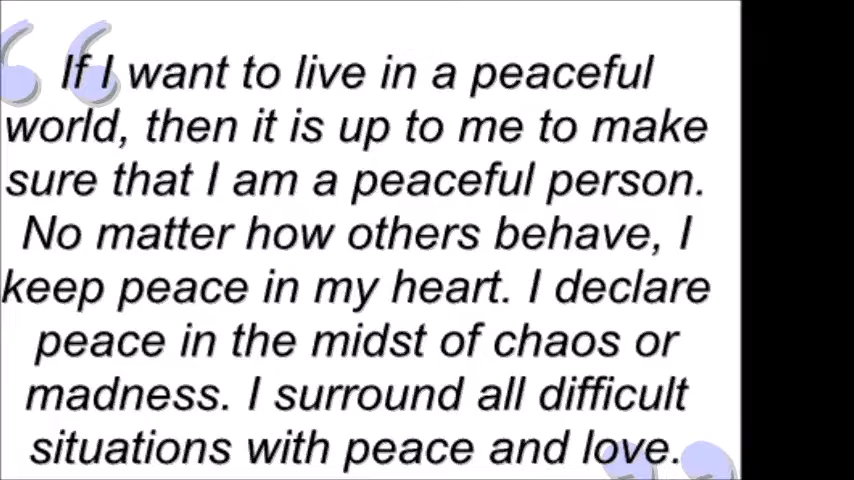 If I want to live in a peaceful
world, then it is up to me to make
sure that I am a peaceful person.
No matter how others behave, I
keep peace in my heart. I declare
peace in the midst of chaos or
madness. I surround all difficult
situations with peace and love.